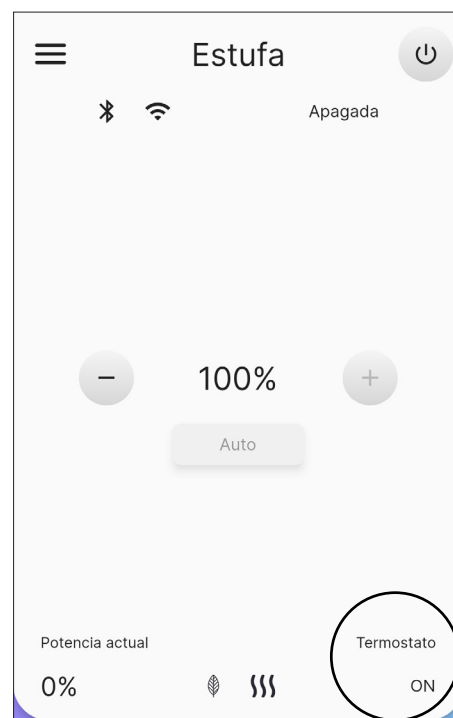 Estufa
Apagada
100%
Auto
Potencia actual
Termostato
0%
ON